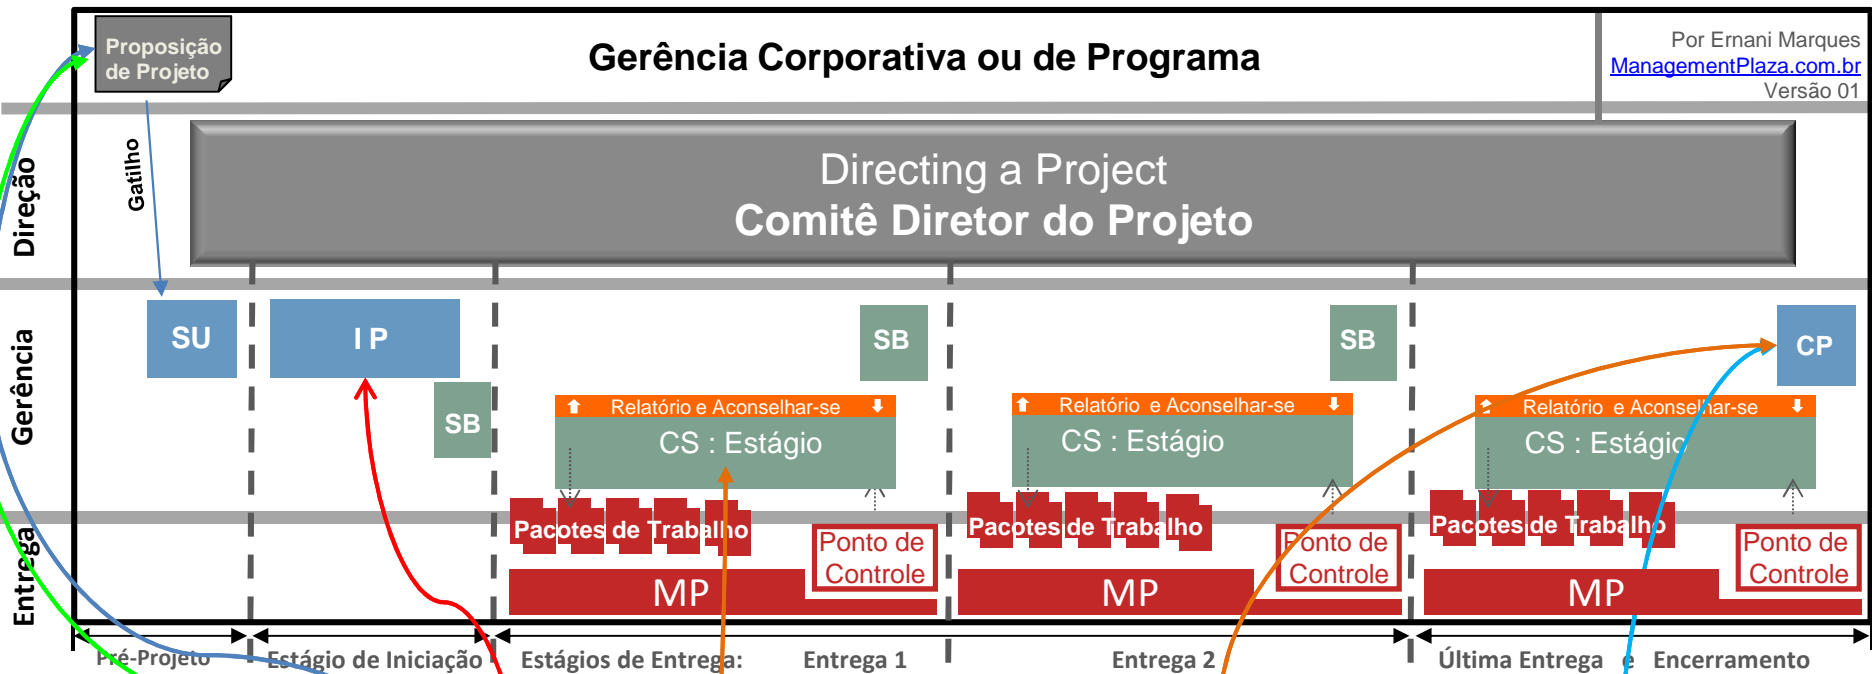 Proposição
de Projeto
Gerência Corporativa ou de Programa
Por Ernani Marques
ManagementPlaza.com.br
Versão 01
Direção
Gatilho
Directing a Project
Comitê Diretor do Projeto
Gerência
SU
I P
SB
SB
SB
CP
Relatório e Aconselhar-se
CS : Estágio
Relatório e Aconselhar-se
CS : Estágio
Relatório e Aconselhar-se
CS : Estágio
Entrega
Pacotes de Trabalho
Ponto de
Controle
MP
Pacotes de Trabalho
Ponto de
Controle
MP
Pacotes de Trabalho
Ponto de
Controle
MP
Pré-Projeto
Estágio de Iniciação
Estágios de Entrega:
Entrega 1
Entrega 2
Última Entrega e Encerramento